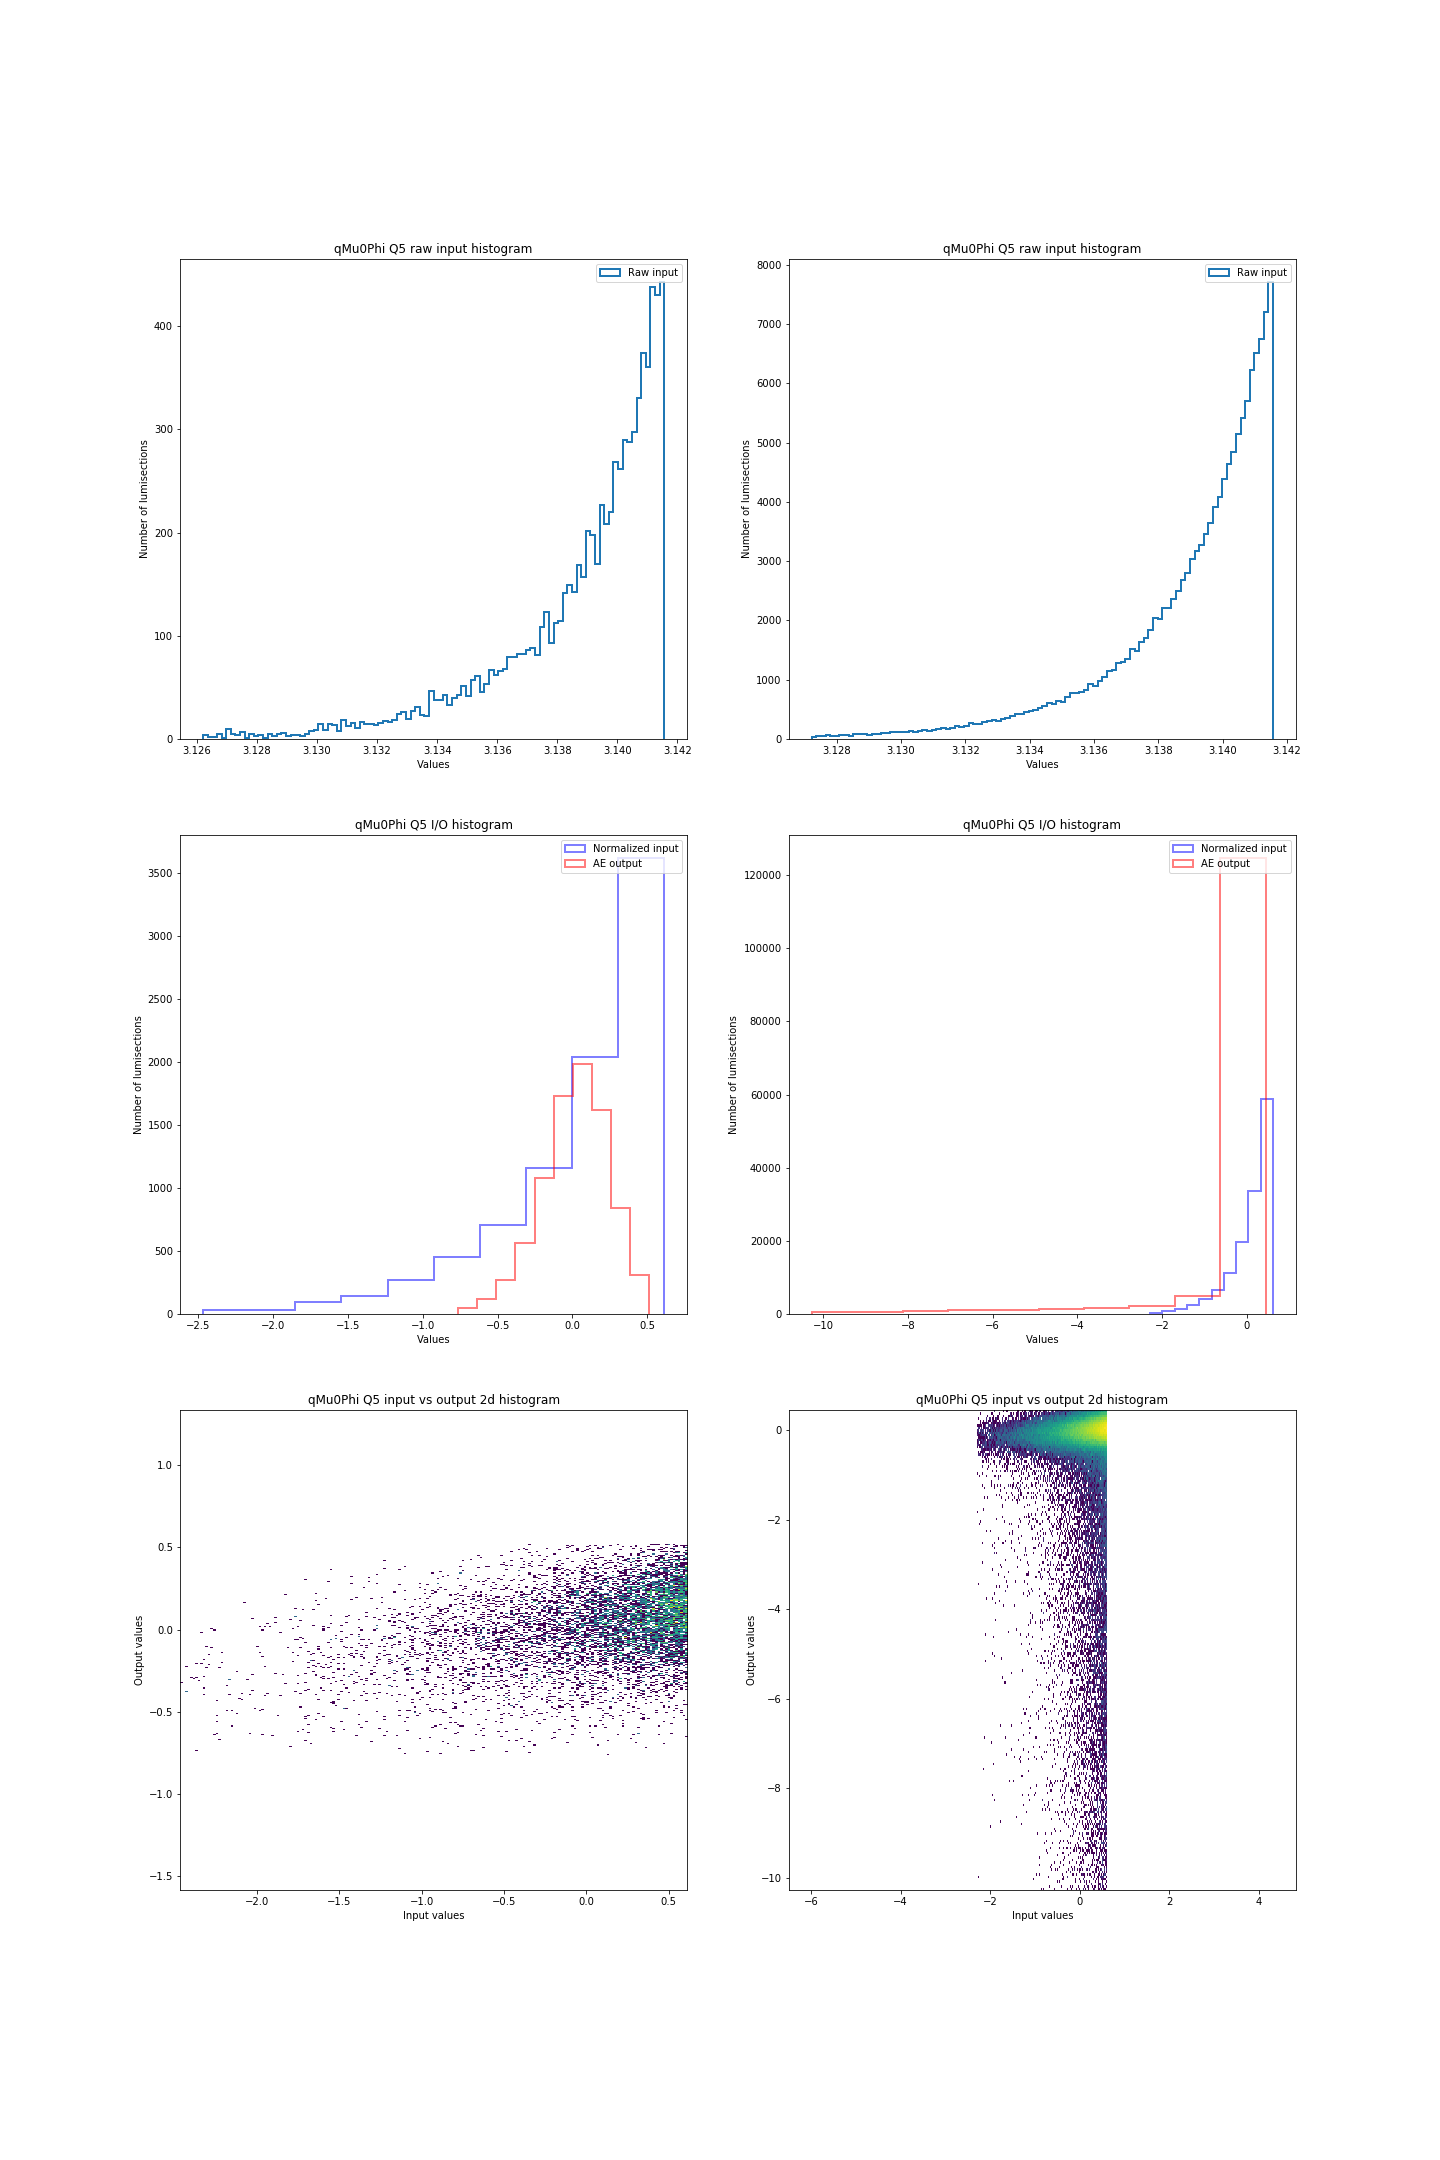 qMu0Phi Q5 raw input histogram
Raw input
Number of lumisections
400
300
200
100
0
3.126 3.128 3.130 3.132 3.134 3.136 3.138 3.140 3.142
Values
qMu0Phi Q5 raw input histogram
Raw input
Number of lumisections
8000
7000
6000
5000
4000
3000
2000
1000
0
3.128 3.130 3.132 3.134 3.136 3.138 3.140 3.142
Values
qMu0Phi Q5 I/O histogram
Normalized input
AE output
Number of lumisections
3500
3000
2500
2000
1500
1000
500
0
−2.5 −2.0 −1.5 −1.0 −0.5 0.0 0.5
Values
qMu0Phi Q5 I/O histogram
Normalized input
AE output
Number of lumisections
120000
100000
80000
60000
40000
20000
0
−10 −8 −6 −4 −2 0
Values
qMu0Phi Q5 input vs output 2d histogram
Output values
1.0
0.5
0.0
−0.5
−1.0
−1.5
−2.0 −1.5 −1.0 −0.5 0.0 0.5
Input values
qMu0Phi Q5 input vs output 2d histogram
Output values
0
−2
−4
−6
−8
−10
−6 −4 −2 0 2 4
Input values